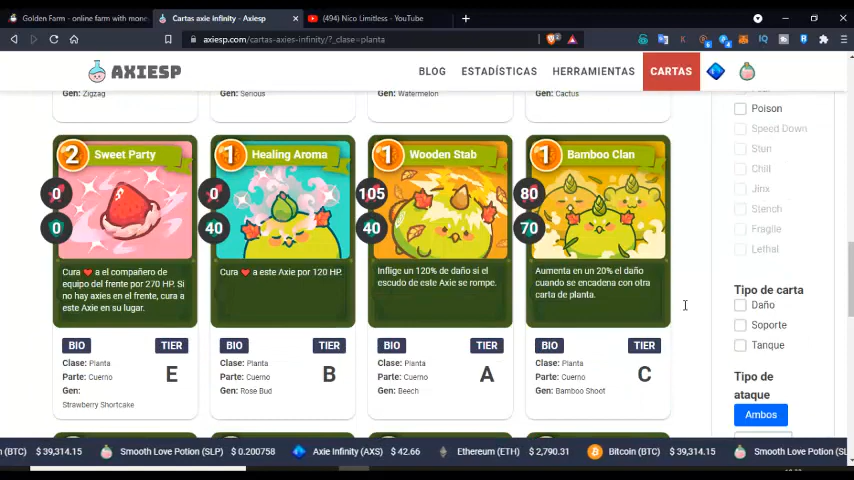 Golden Farm - online farm with mone
Cartas axie infinity - Axiesp
(494) Nico Limitless - YouTube
axiesp.com/cartas-axies-infinity/?_clase=planta
AXIESP
BLOG
ESTADÍSTICAS
HERRAMIENTAS
CARTAS
Gen: Zigzag
Gen: Serious
Gen: Watermelon
Gen: Cactus
2
Sweet Party
0
0
Cura ❤ a el compañero de
equipo del frente por 270 HP. Si
no hay axies en el frente, cura a
este Axie en su lugar.
BIO
TIER
Clase: Planta
Parte: Cuerno
Gen:
Strawberry Shortcake
E
1
Healing Aroma
0
40
Cura ❤ a este Axie por 120 HP.
BIO
TIER
Clase: Planta
Parte: Cuerno
Gen: Rose Bud
B
1
Wooden Stab
105
40
Inflige un 120% de daño si el
escudo de este Axie se rompe.
BIO
TIER
Clase: Planta
Parte: Cuerno
Gen: Beech
A
1
Bamboo Clan
80
70
Aumenta en un 20% el daño
cuando se encadena con otra
carta de planta.
BIO
TIER
Clase: Planta
Parte: Cuerno
Gen: Bamboo Shoot
C
Poison
Speed Down
Stun
Chill
Jinx
Stench
Fragile
Lethal
Tipo de carta
Daño
Soporte
Tanque
Tipo de
ataque
Ambos
n (BTC) $ 39,314.15 Smooth Love Potion (SLP) $ 0.200758 Axie Infinity (AXS) $ 42.66 Ethereum (ETH) $ 2,790.31 Bitcoin (BTC) $ 39,314.15 Smooth Love Potion (SL